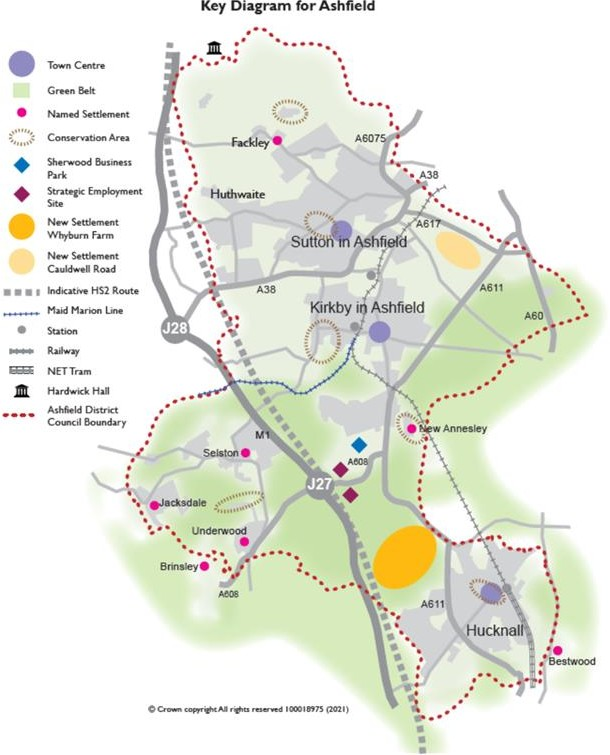 Key Diagram for Ashfield
Town Centre
Green Belt
Named Settlement
Conservation Area
Sherwood Business
Park
Strategic Employment
Site
New Settlement
Whyburn Farm
New Settlement
Cauldwell Road
Indicative HS2 Route
Maid Marion Line
Station
Railway
NET Tram
Hardwick Hall
Ashfield District
Council Boundary
A6075
Fackley
A38
Huthwaite
A617
Sutton in Ashfield
A38
A611
Kirkby in Ashfield
A60
J28
New Annesley
M1
Selston
A608
J27
Jacksdale
Underwood
Brinsley
A608
A611
Hucknall
Bestwood
© Crown copyright All rights reserved 100018975 (2021)